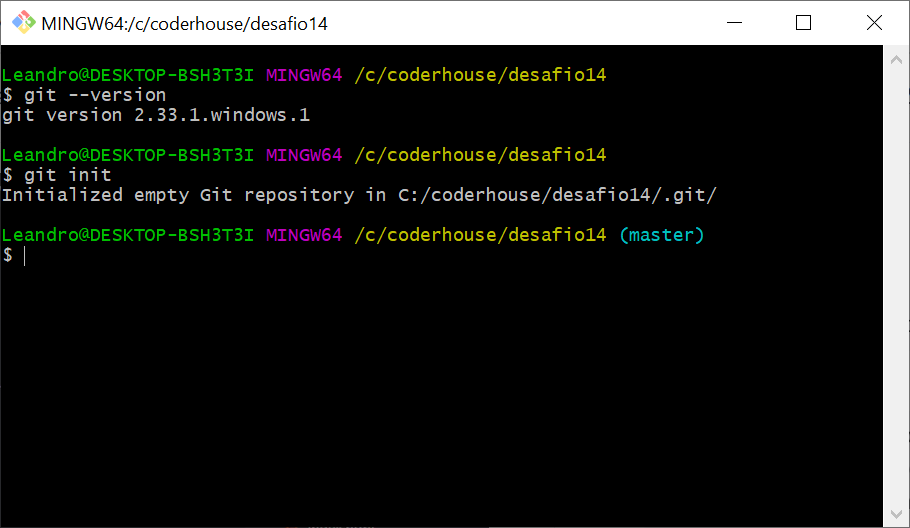 MINGW64:/c/coderhouse/desafio14
Leandro@DESKTOP-BSH3T3I MINGW64 /c/coderhouse/desafio14
$ git --version
git version 2.33.1.windows.1
Leandro@DESKTOP-BSH3T3I MINGW64 /c/coderhouse/desafio14
$ git init
Initialized empty Git repository in C:/coderhouse/desafio14/.git/
Leandro@DESKTOP-BSH3T3I MINGW64 /c/coderhouse/desafio14 (master)
$